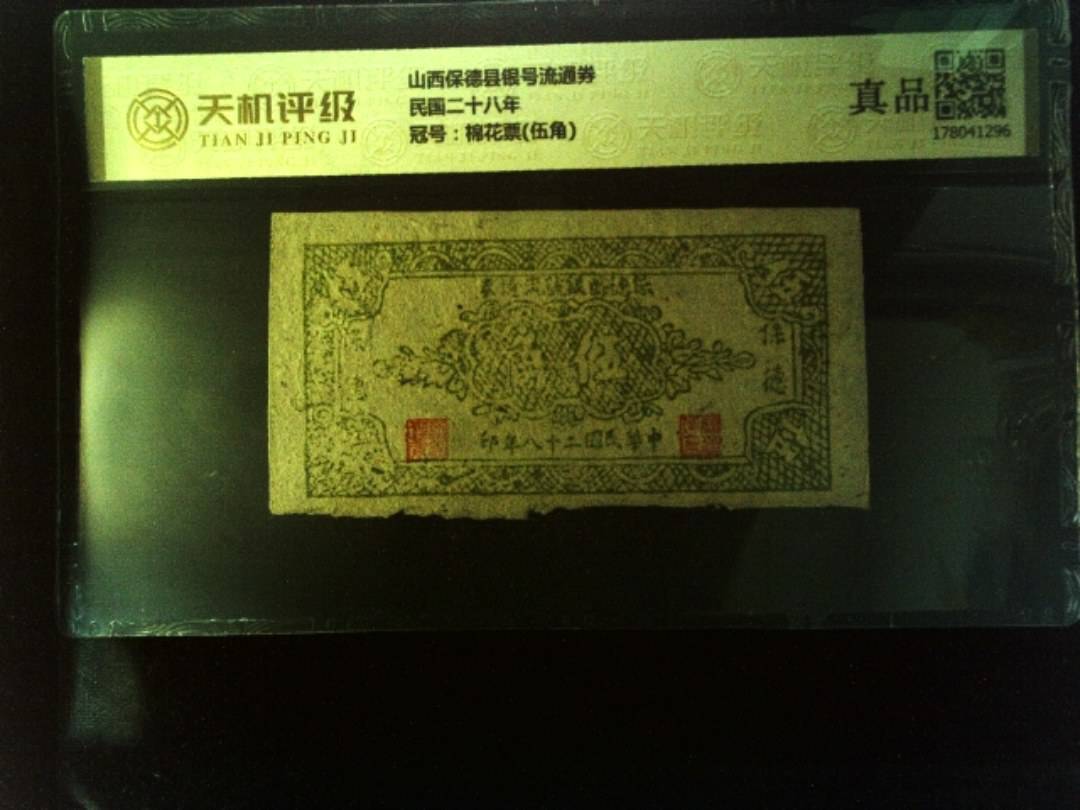 天机评级
TIAN JI PING JI
山西保德县银号流通券
民国二十八年
冠号：棉花票(伍角)
真品
178041296
保德
印年八十二國民華中